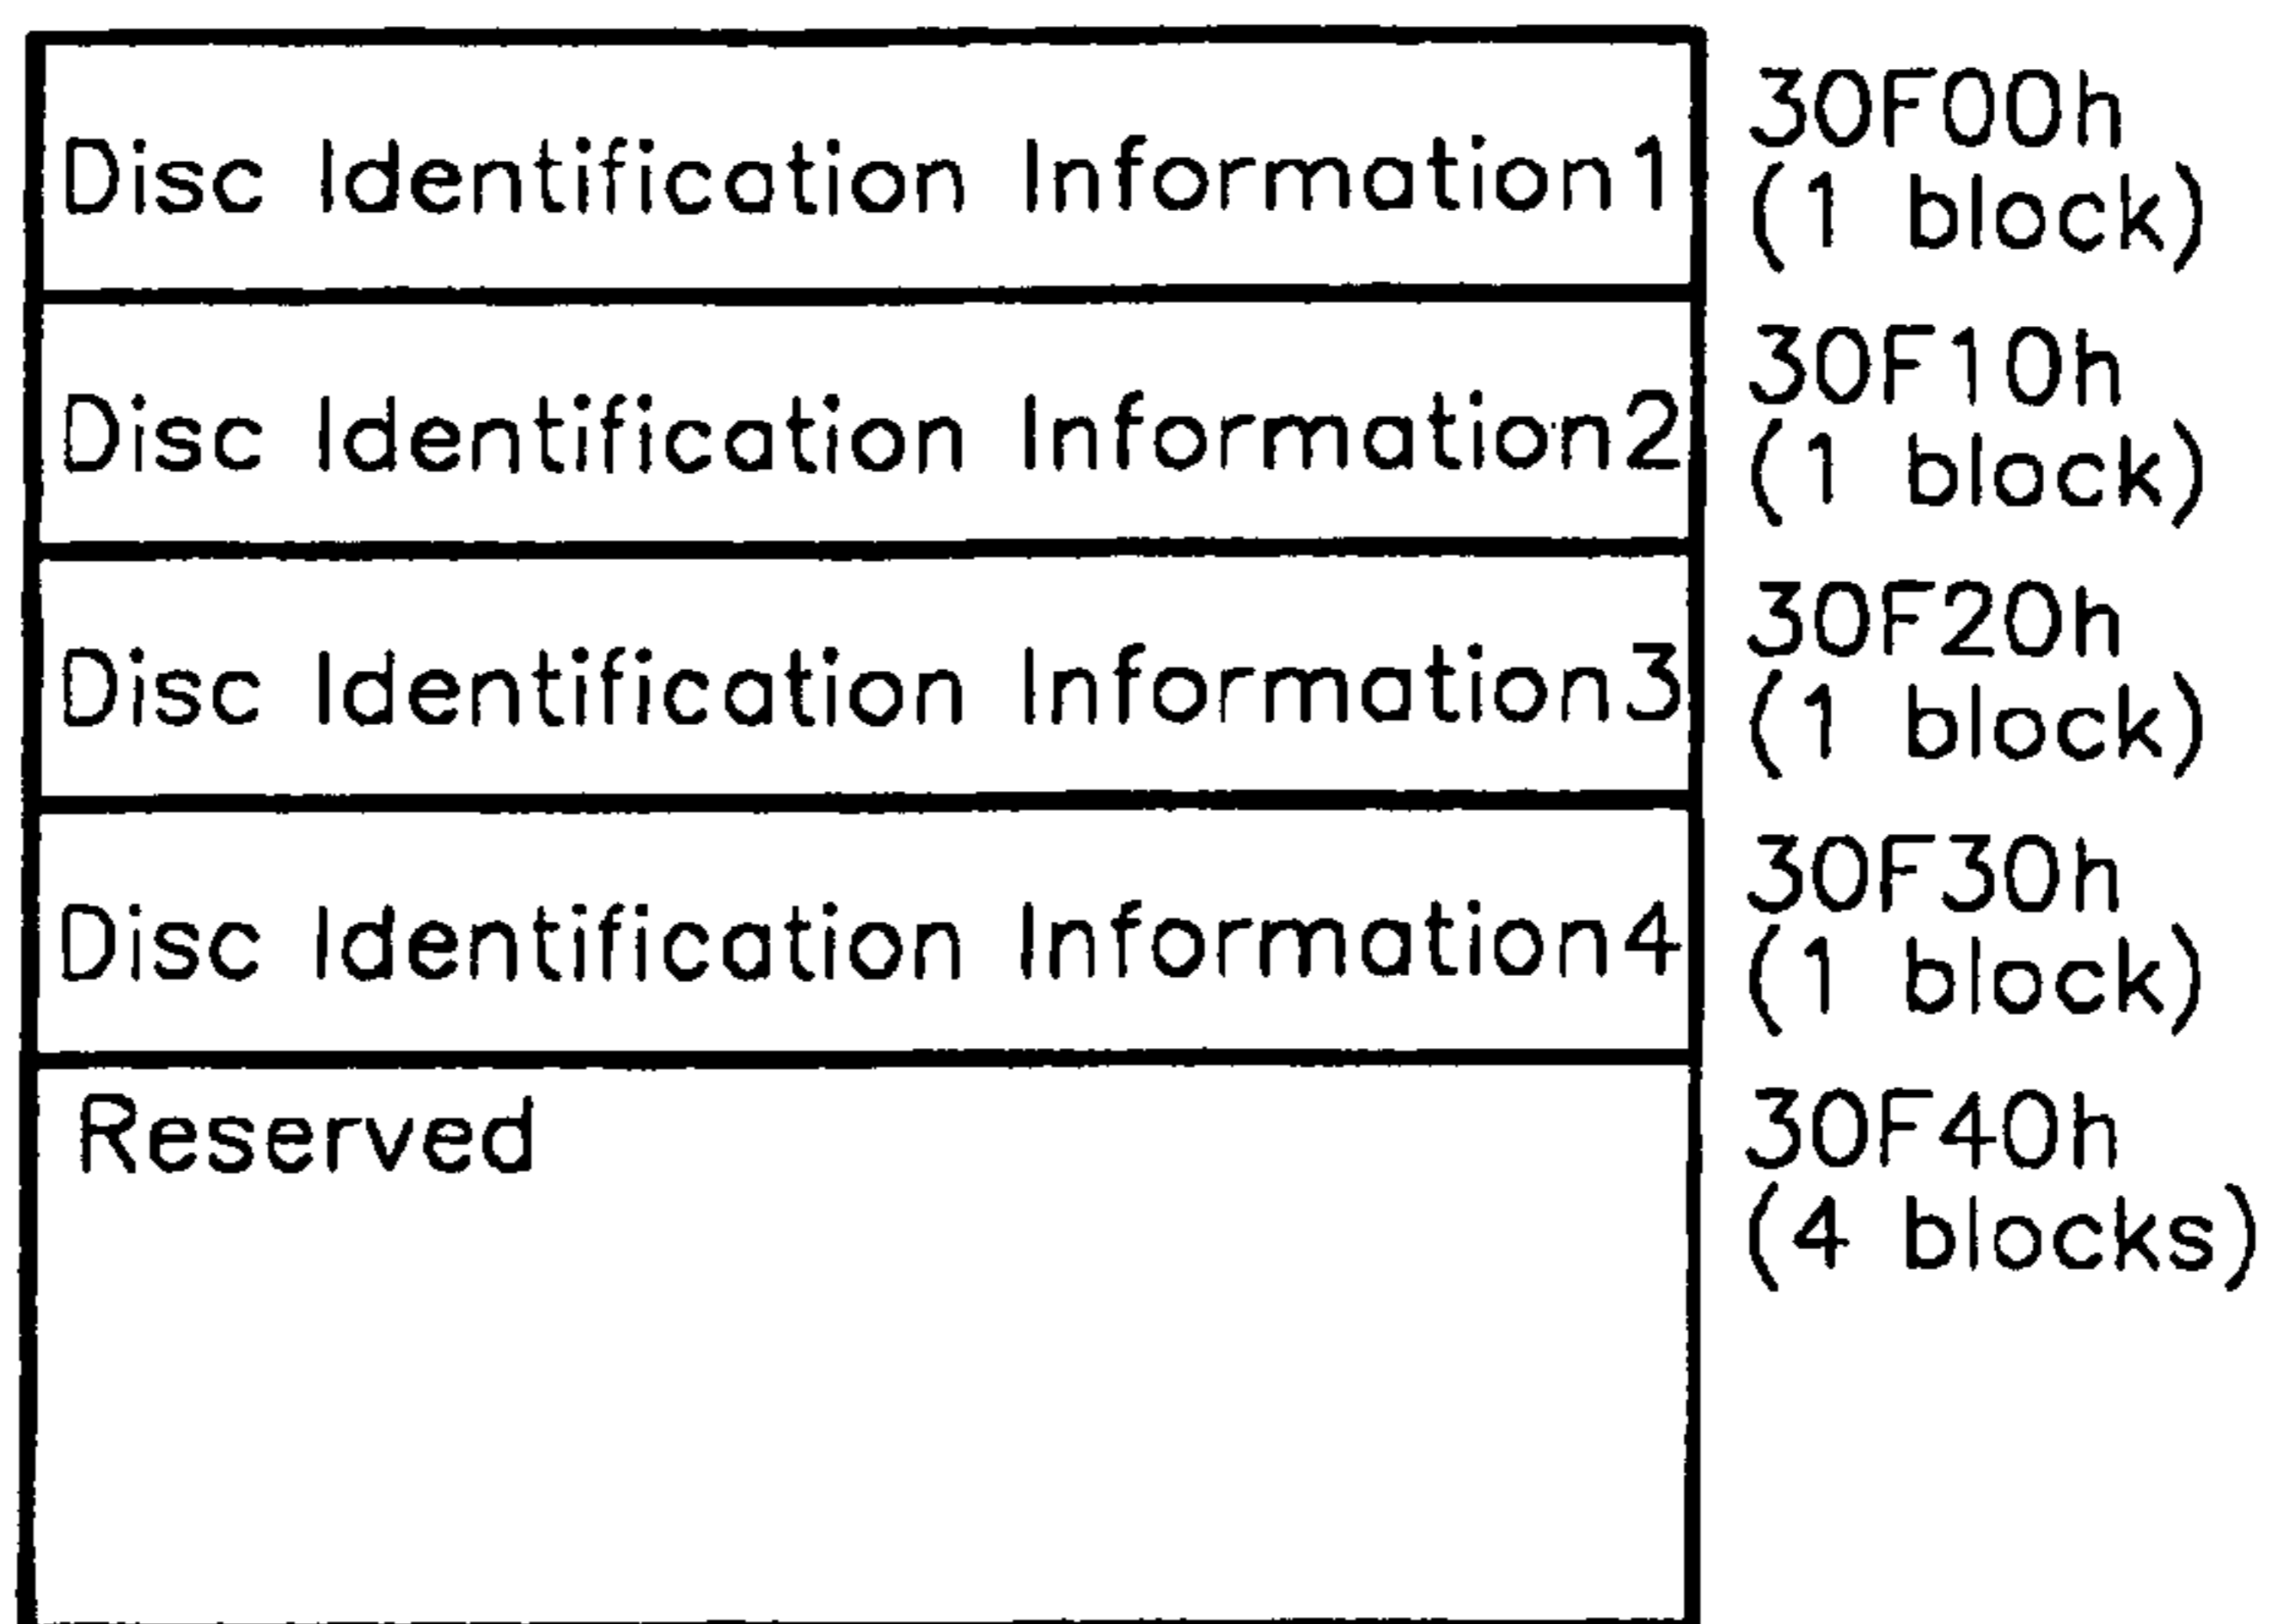 Disc Identification Information1
30F00h
(1 block)
Disc Identification Information2
30F10h
(1 block)
Disc Identification Information3
30F20h
(1 block)
Disc Identification Information4
30F30h
(1 block)
Reserved
30F40h
(4 blocks)